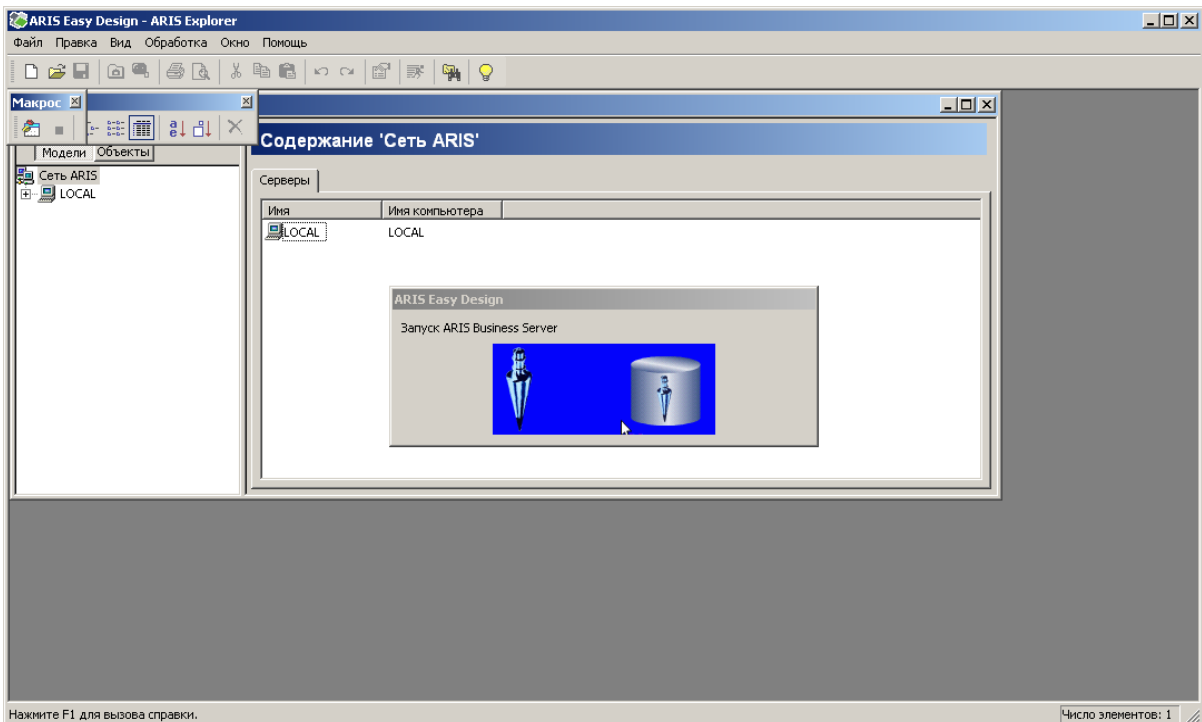 ARIS Easy Design - ARIS Explorer
Файл Правка Вид Обработка Окно Помощь
Макрос
Содержание 'Сеть ARIS'
Модели Объекты
Сеть ARIS
LOCAL
Серверы
Имя Имя компьютера
LOCAL LOCAL
ARIS Easy Design
Запуск ARIS Business Server
Нажмите F1 для вызова справки.
Число элементов: 1